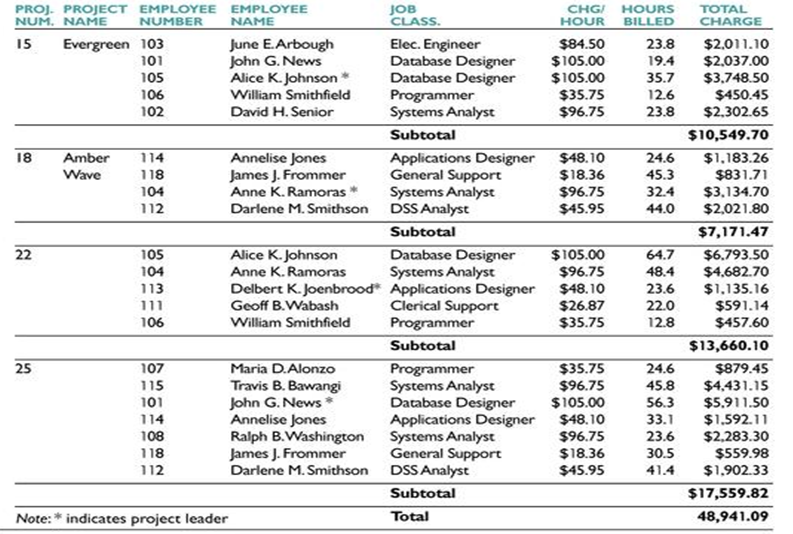 PROJ. PROJECT EMPLOYEE EMPLOYEE JOB CHG/ HOURS TOTAL
NUM. NAME NUMBER NAME CLASS. HOUR BILLED CHARGE
15 Evergreen 103 June E. Arbough Elec. Engineer $84.50 23.8 $2,011.10
101 John G. News Database Designer $105.00 19.4 $2,037.00
105 Alice K. Johnson * Database Designer $105.00 35.7 $3,748.50
106 William Smithfield Programmer $35.75 12.6 $450.45
102 David H. Senior Systems Analyst $96.75 23.8 $2,302.65
Subtotal $10,549.70
18 Amber 114 Annelise Jones Applications Designer $48.10 24.6 $1,183.26
Wave 118 James J. Frommer General Support $18.36 45.3 $831.71
104 Anne K. Ramoras * Systems Analyst $96.75 32.4 $3,134.70
112 Darlene M. Smithson DSS Analyst $45.95 44.0 $2,021.80
Subtotal $7,171.47
22 105 Alice K. Johnson Database Designer $105.00 64.7 $6,793.50
104 Anne K. Ramoras Systems Analyst $96.75 48.4 $4,682.70
113 Delbert K. Joenbrood* Applications Designer $48.10 23.6 $1,135.16
111 Geoff B. Wabash Clerical Support $26.87 22.0 $591.14
106 William Smithfield Programmer $35.75 12.8 $457.60
Subtotal $13,660.10
25 107 Maria D. Alonzo Programmer $35.75 24.6 $879.45
115 Travis B. Bawangi Systems Analyst $96.75 45.8 $4,431.15
101 John G. News * Database Designer $105.00 56.3 $5,911.50
114 Annelise Jones Applications Designer $48.10 33.1 $1,592.11
108 Ralph B. Washington Systems Analyst $96.75 23.6 $2,283.30
118 James J. Frommer General Support $18.36 30.5 $559.98
112 Darlene M. Smithson DSS Analyst $45.95 41.4 $1,902.33
Subtotal $17,559.82
Note: * indicates project leader Total 48,941.09